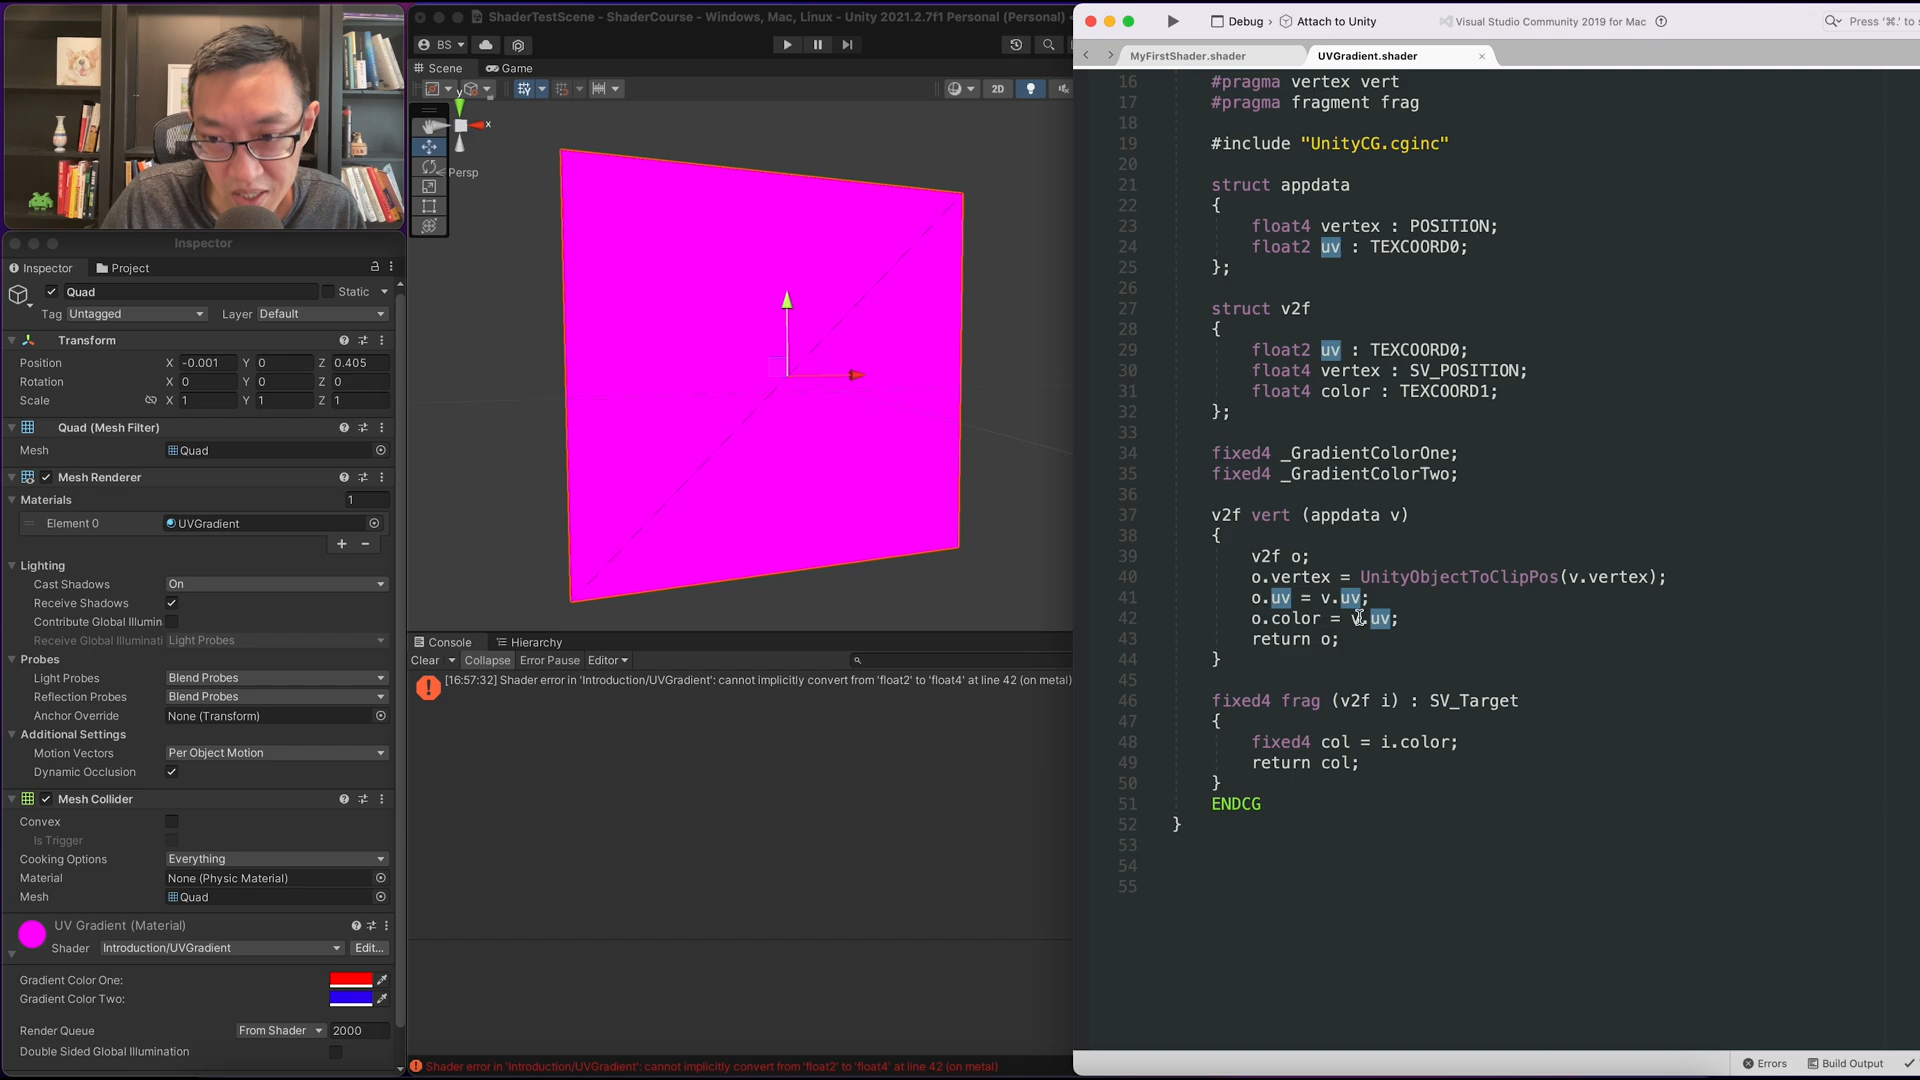 Inspector
Inspector
Project
Quad
Static
Tag Untagged
Layer Default
Transform
Position X -0.001 Y 0 Z 0.405
Rotation X 0 Y 0 Z 0
Scale X 1 Y 1 Z 1
Quad (Mesh Filter)
Mesh Quad
Mesh Renderer
Materials 1
Element 0 UVGradient
Lighting
Cast Shadows On
Receive Shadows
Contribute Global Illumin
Receive Global Illuminati Light Probes
Probes
Light Probes Blend Probes
Reflection Probes Blend Probes
Anchor Override None (Transform)
Additional Settings
Motion Vectors Per Object Motion
Dynamic Occlusion
Mesh Collider
Convex
Is Trigger
Cooking Options Everything
Material None (Physic Material)
Mesh Quad
UV Gradient (Material)
Shader Introduction/UVGradient Edit...
Gradient Color One:
Gradient Color Two:
Render Queue From Shader 2000
Double Sided Global Illumination
ShaderTestScene - ShaderCourse - Windows, Mac, Linux - Unity 2021.2.7f1 Personal (Personal)
BS
Scene
Game
2D
y
x
Persp
Console
Hierarchy
Clear Collapse Error Pause Editor
[16:57:32] Shader error in 'Introduction/UVGradient': cannot implicitly convert from 'float2' to 'float4' at line 42 (on metal)
Shader error in 'Introduction/UVGradient': cannot implicitly convert from 'float2' to 'float4' at line 42 (on metal)
Debug › Attach to Unity
Visual Studio Community 2019 for Mac
Press '⌘.' to s
MyFirstShader.shader
UVGradient.shader
16 #pragma vertex vert
17 #pragma fragment frag
18
19 #include "UnityCG.cginc"
20
21 struct appdata
22 {
23 float4 vertex : POSITION;
24 float2 uv : TEXCOORD0;
25 };
26
27 struct v2f
28 {
29 float2 uv : TEXCOORD0;
30 float4 vertex : SV_POSITION;
31 float4 color : TEXCOORD1;
32 };
33
34 fixed4 _GradientColorOne;
35 fixed4 _GradientColorTwo;
36
37 v2f vert (appdata v)
38 {
39 v2f o;
40 o.vertex = UnityObjectToClipPos(v.vertex);
41 o.uv = v.uv;
42 o.color = v.uv;
43 return o;
44 }
45
46 fixed4 frag (v2f i) : SV_Target
47 {
48 fixed4 col = i.color;
49 return col;
50 }
51 ENDCG
52 }
53
54
55
Errors
Build Output